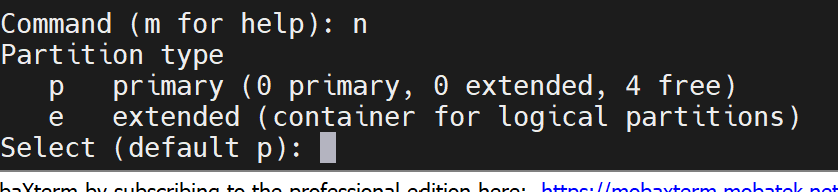 Command (m for help): n
Partition type
   p   primary (0 primary, 0 extended, 4 free)
   e   extended (container for logical partitions)
Select (default p):
baXterm by subscribing to the professional edition here: https://mobaxterm.mobatek.net